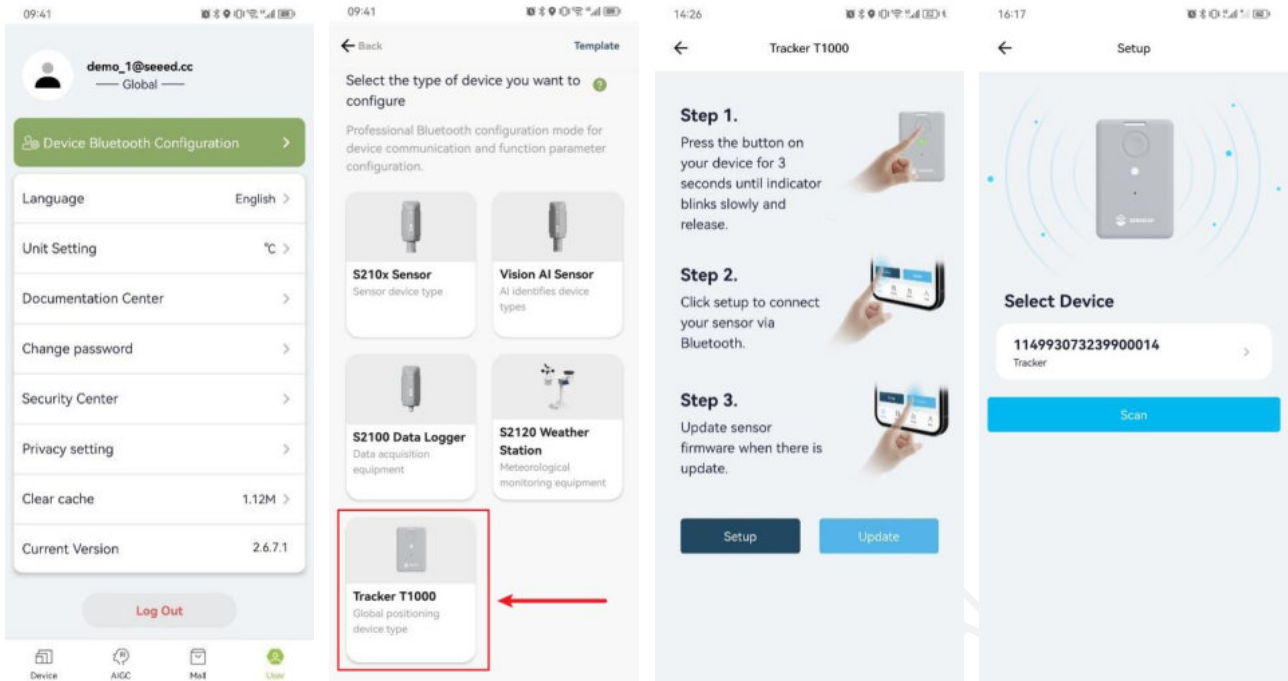 09:41
demo_1@seeed.cc
Global
Device Bluetooth Configuration
Language
English
Unit Setting
℃
Documentation Center
Change password
Security Center
Privacy setting
Clear cache
1.12M
Current Version
2.6.7.1
Log Out
Device
AIGC
Mall
User
09:41
Back
Template
Select the type of device you want to
configure
Professional Bluetooth configuration mode for
device communication and function parameter
configuration.
S210x Sensor
Sensor device type
Vision AI Sensor
AI identifies device
types
S2100 Data Logger
Data acquisition
equipment
S2120 Weather
Station
Meteorological
monitoring equipment
Tracker T1000
Global positioning
device type
14:26
Tracker T1000
Step 1.
Press the button on
your device for 3
seconds until indicator
blinks slowly and
release.
Step 2.
Click setup to connect
your sensor via
Bluetooth.
Step 3.
Update sensor
firmware when there is
update.
Setup
Update
16:17
Setup
Select Device
114993073239900014
Tracker
Scan